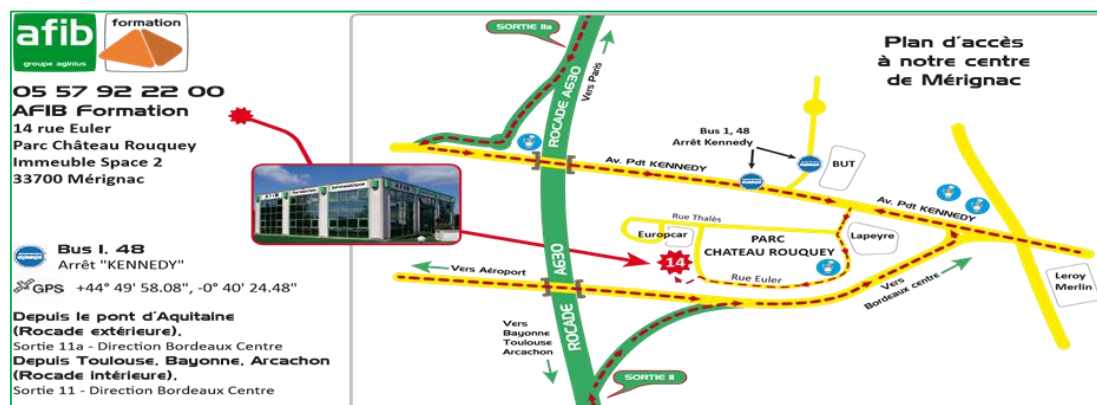 afib
groupe aginius
formation
05 57 92 22 00
AFIB Formation
14 rue Euler
Parc Château Rouquey
Immeuble Space 2
33700 Mérignac
Bus 1, 48
Arrêt "KENNEDY"
GPS +44° 49' 58.08", -0° 40' 24.48"
Depuis le pont d'Aquitaine
(Rocade extérieure),
Sortie 11a - Direction Bordeaux Centre
Depuis Toulouse, Bayonne, Arcachon
(Rocade intérieure),
Sortie 11 - Direction Bordeaux Centre
Plan d'accès
à notre centre
de Mérignac
SORTIE 11a
ROCADE A630
Vers Paris
Bus 1, 48
Arrêt Kennedy
BUT
Av. Pdt KENNEDY
Av. Pdt KENNEDY
Rue Thalès
Europcar
PARC
CHATEAU ROUQUEY
Lapeyre
14
Rue Euler
Leroy
Merlin
Vers Aéroport
Vers
Bordeaux centre
ROCADE A630
Vers
Bayonne
Toulouse
Arcachon
SORTIE 11
AFIB
AFIB